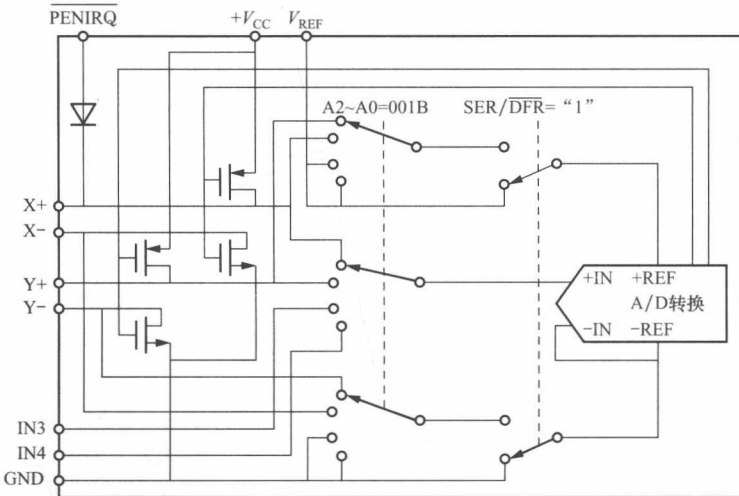 PENIRQ
+VCC
VREF
A2~A0=001B
SER/DFR=“1”
X+
X-
Y+
Y-
+IN +REF
A/D转换
-IN -REF
IN3
IN4
GND